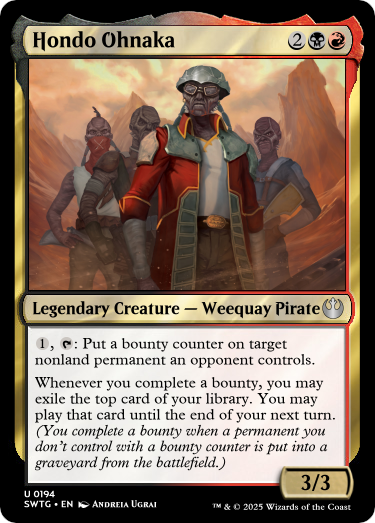 Hondo Ohnaka 2
Legendary Creature — Weequay Pirate
1, : Put a bounty counter on target
nonland permanent an opponent controls.
Whenever you complete a bounty, you may
exile the top card of your library. You may
play that card until the end of your next turn.
(You complete a bounty when a permanent you
don't control with a bounty counter is put into a
graveyard from the battlefield.)
3/3
U 0194
SWTG • EN Andreia Ugrai
™ & © 2025 Wizards of the Coast